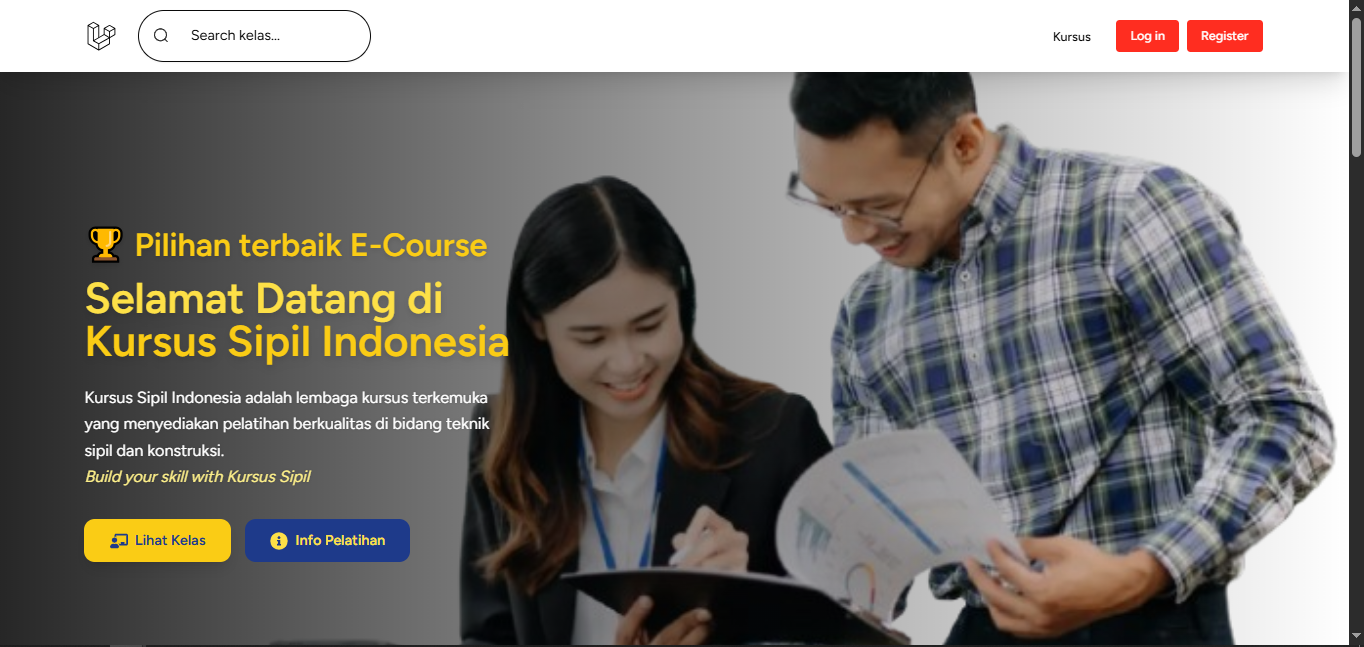 Search kelas...
Kursus
Log in
Register
Pilihan terbaik E-Course
Selamat Datang di
Kursus Sipil Indonesia
Kursus Sipil Indonesia adalah lembaga kursus terkemuka
yang menyediakan pelatihan berkualitas di bidang teknik
sipil dan konstruksi.
Build your skill with Kursus Sipil
Lihat Kelas
Info Pelatihan